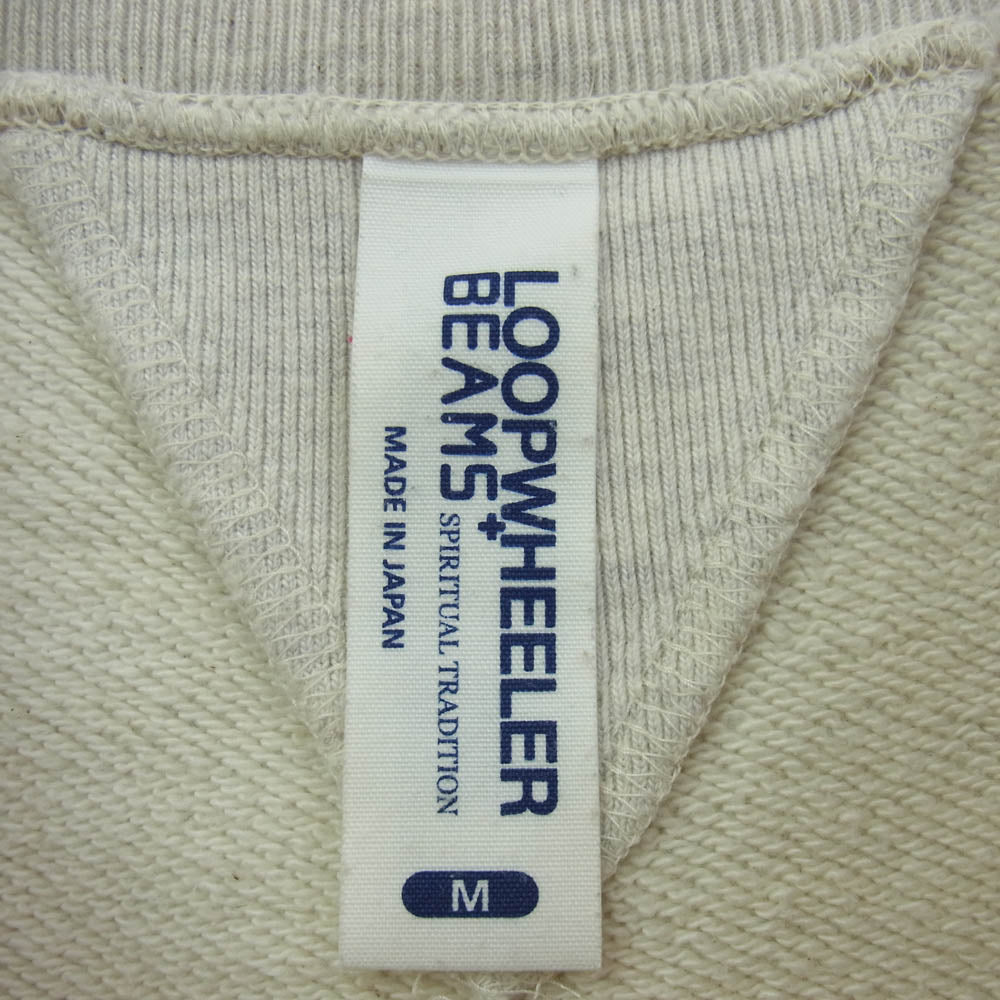 LOOPWHEELER
BEAMS+
SPIRITUAL TRADITION
MADE IN JAPAN
M